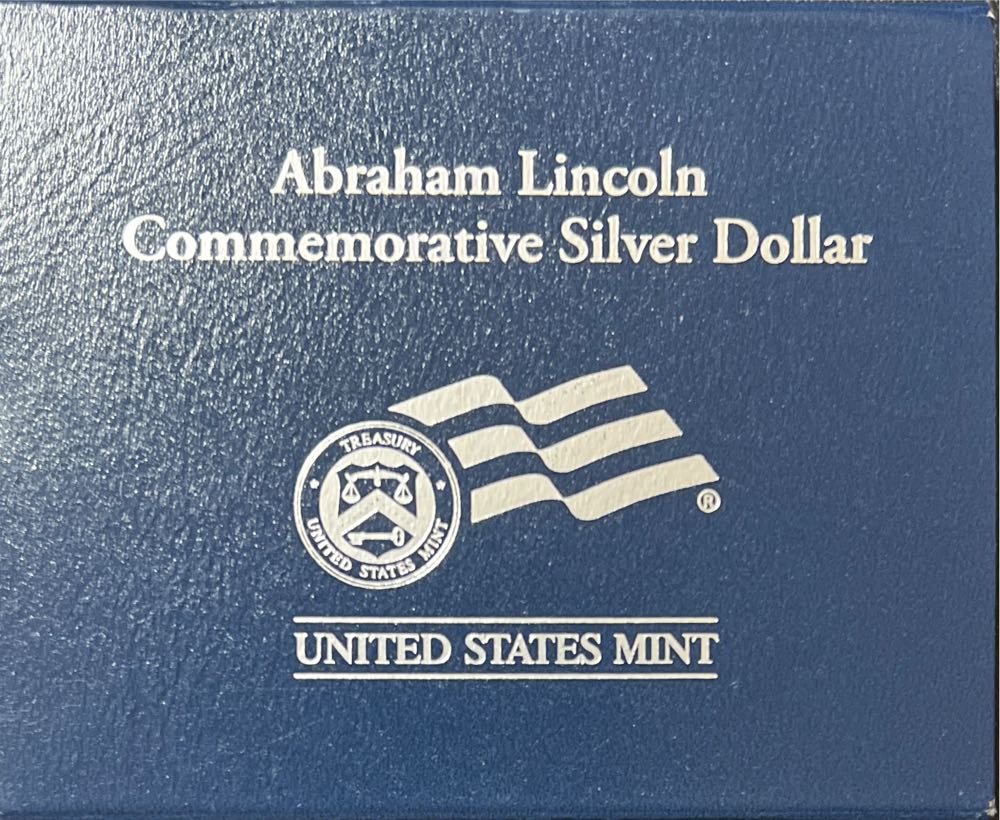 Abraham Lincoln
Commemorative Silver Dollar
TREASURY
UNITED STATES MINT
®
UNITED STATES MINT